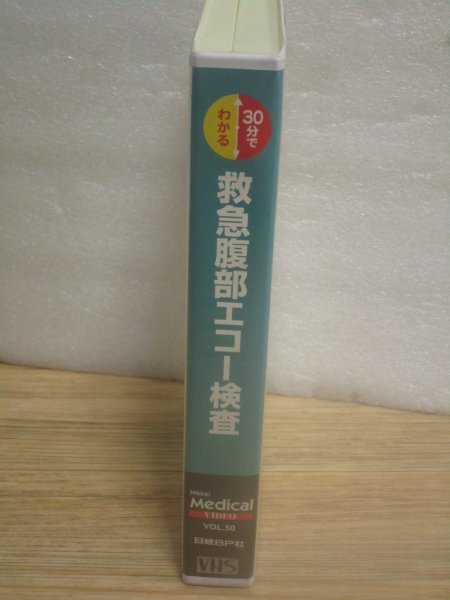 30分で
わかる
救急腹部エコー検査
Nikkei
Medical
VIDEO
VOL.50
日経BP社
VHS